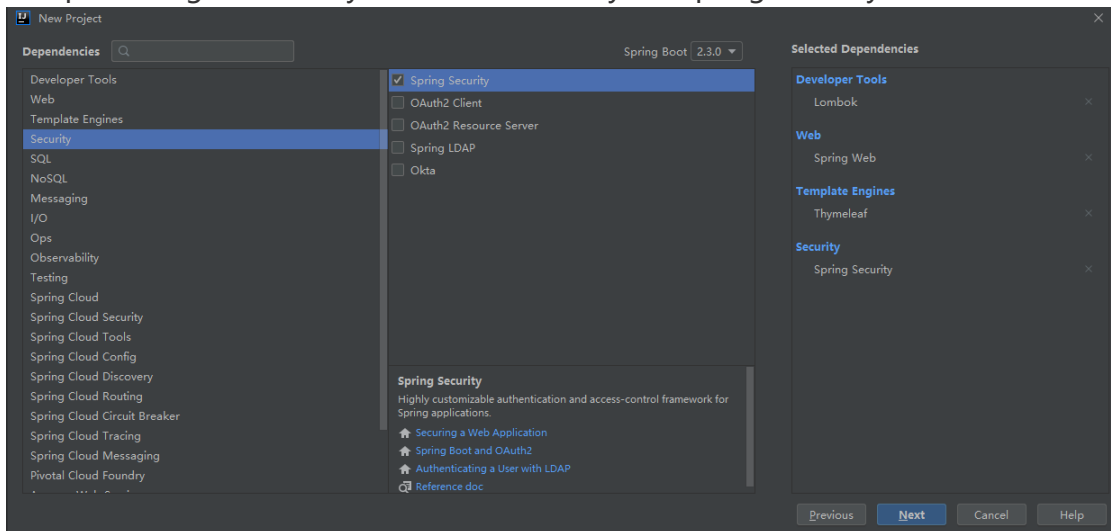 New Project
Dependencies
Spring Boot 2.3.0
Selected Dependencies
Developer Tools
Web
Template Engines
Security
SQL
NoSQL
Messaging
I/O
Ops
Observability
Testing
Spring Cloud
Spring Cloud Security
Spring Cloud Tools
Spring Cloud Config
Spring Cloud Discovery
Spring Cloud Routing
Spring Cloud Circuit Breaker
Spring Cloud Tracing
Spring Cloud Messaging
Pivotal Cloud Foundry
Spring Security
OAuth2 Client
OAuth2 Resource Server
Spring LDAP
Okta
Spring Security
Highly customizable authentication and access-control framework for
Spring applications.
Securing a Web Application
Spring Boot and OAuth2
Authenticating a User with LDAP
Reference doc
Developer Tools
Lombok
Web
Spring Web
Template Engines
Thymeleaf
Security
Spring Security
Previous
Next
Cancel
Help